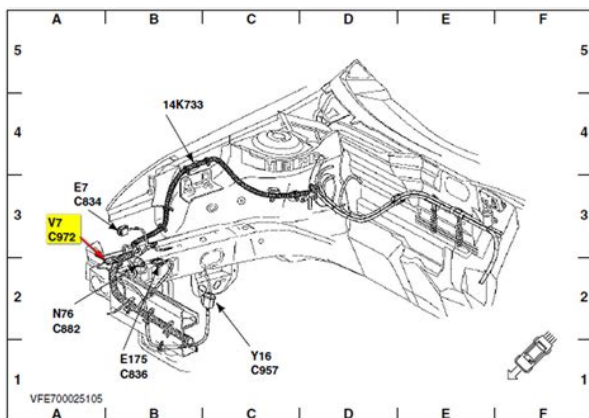 A B C D E F
5 5
4 4
14K733
E7
C834
3 3
V7
C972
2 2
N76
C882
E175
C836
Y16
C957
1 1
VFE700025105
A B C D E F